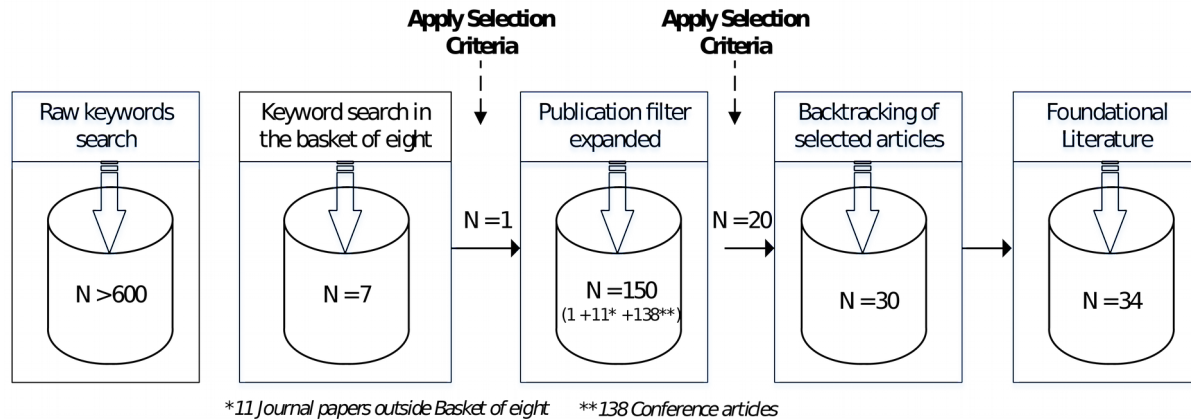 Apply Selection
Criteria
Apply Selection
Criteria
Raw keywords
search
Keyword search in
the basket of eight
Publication filter
expanded
Backtracking of
selected articles
Foundational
Literature
N >600
N = 7
N = 1
N = 150
(1 +11* +138**)
N = 20
N = 30
N = 34
*11 Journal papers outside Basket of eight **138 Conference articles